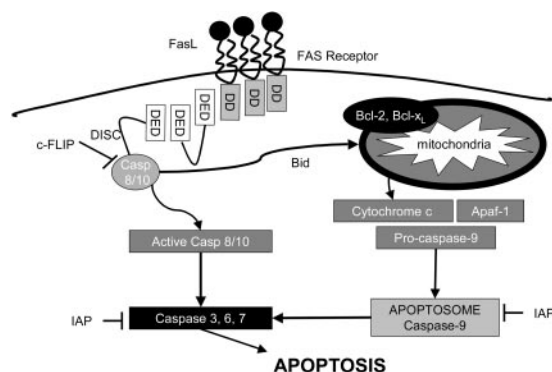 FasL
FAS Receptor
DED
DED
DED
DD
DD
DD
Bcl-2, Bcl-xL
mitochondria
DISC
c-FLIP
Casp
8/10
Bid
Cytochrome c
Apaf-1
Pro-caspase-9
Active Casp 8/10
IAP
Caspase 3, 6, 7
APOPTOSOME
Caspase-9
IAP
APOPTOSIS